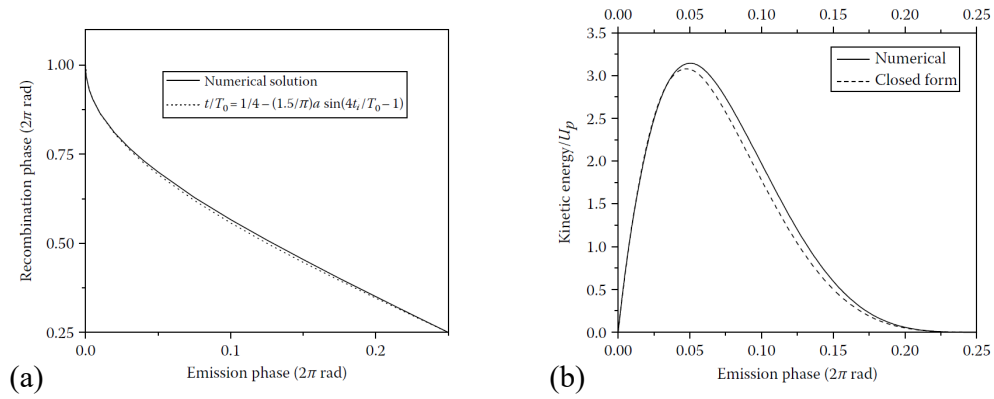 1.00
0.75
0.50
0.25
0.0
0.1
0.2
Recombination phase (2π rad)
Emission phase (2π rad)
Numerical solution
t/T₀ = 1/4 – (1.5/π)a sin(4tᵢ/T₀–1)
(a)
0.00 0.05 0.10 0.15 0.20 0.25
3.5
3.0
2.5
2.0
1.5
1.0
0.5
0.0
0.00 0.05 0.10 0.15 0.20 0.25
Kinetic energy/Uₚ
Emission phase (2π rad)
Numerical
Closed form
(b)